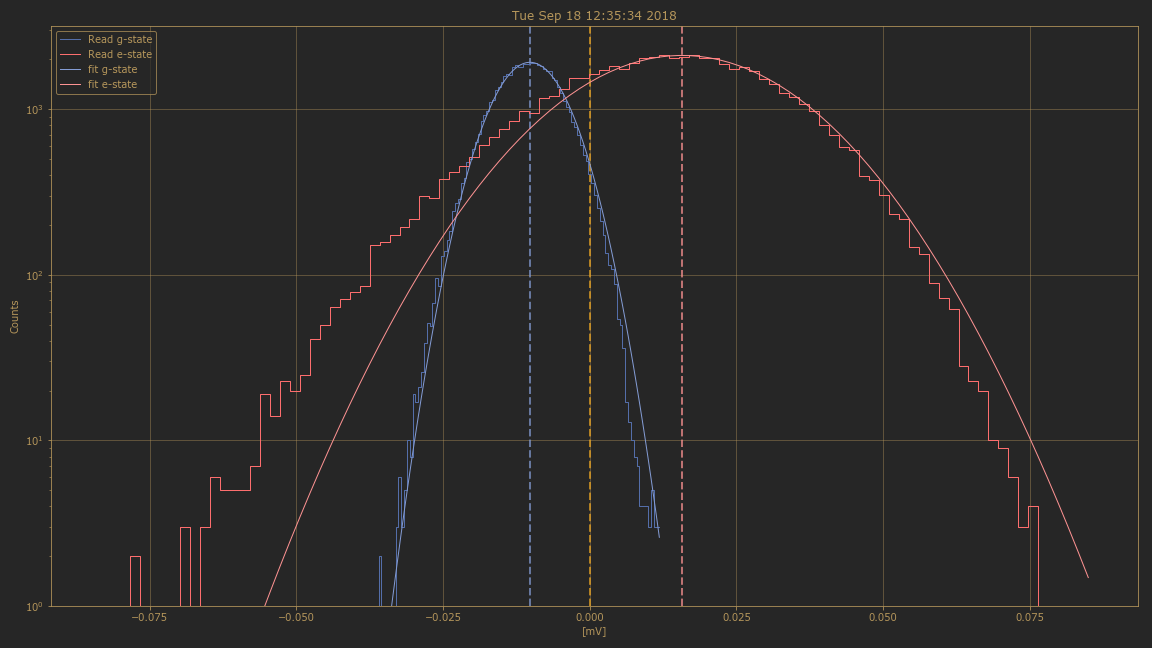 Tue Sep 18 12:35:34 2018
Read g-state
Read e-state
fit g-state
fit e-state
10³
10²
10¹
10⁰
Counts
−0.075 −0.050 −0.025 0.000 0.025 0.050 0.075
[mV]